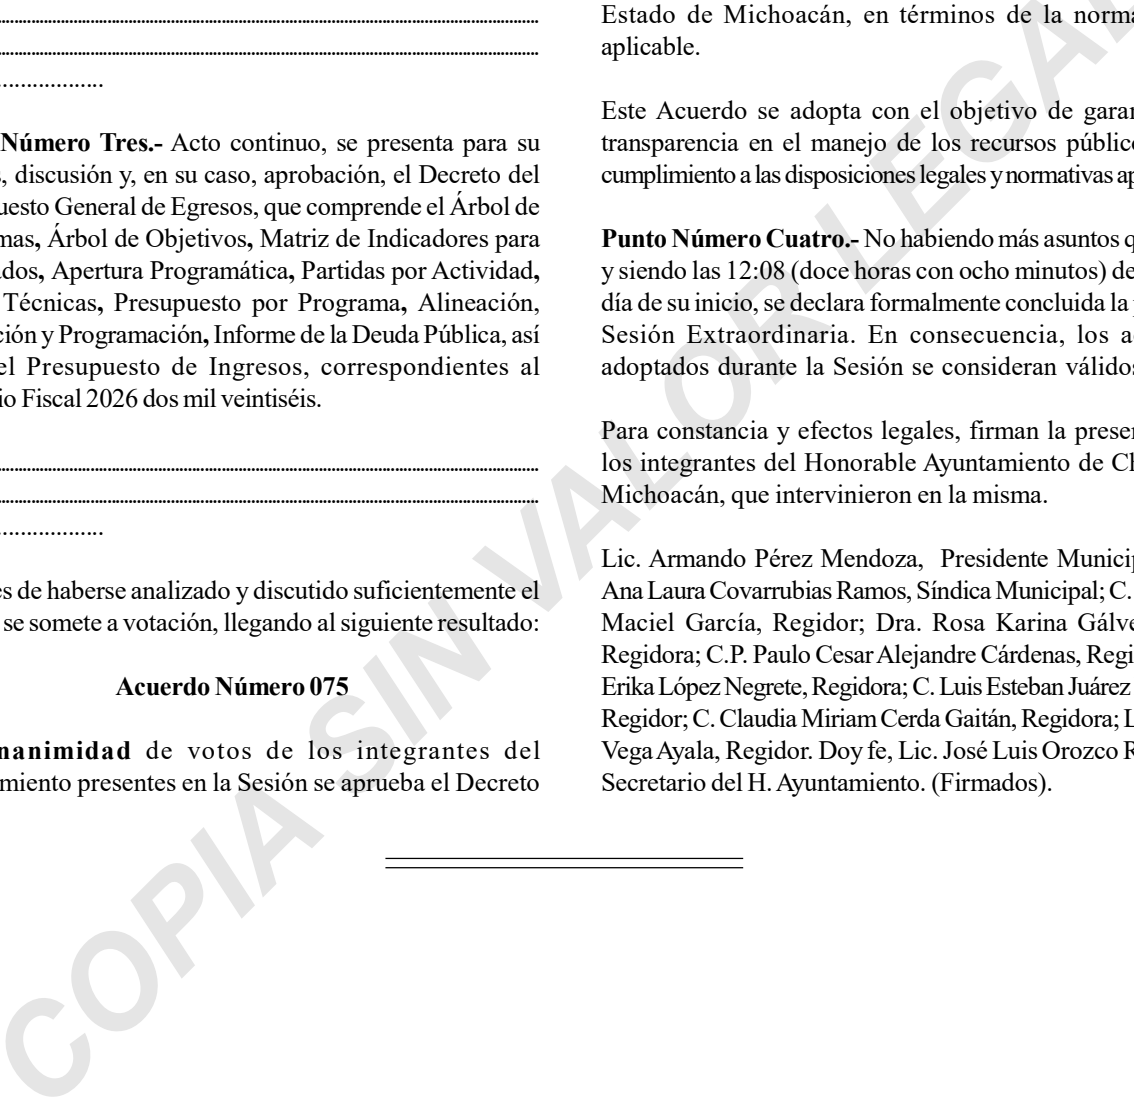 .....................................................................................................................................
.....................................................................................................................................
..................
Número Tres.- Acto continuo, se presenta para su
, discusión y, en su caso, aprobación, el Decreto del
uesto General de Egresos, que comprende el Árbol de
mas, Árbol de Objetivos, Matriz de Indicadores para
dos, Apertura Programática, Partidas por Actividad,
Técnicas, Presupuesto por Programa, Alineación,
ción y Programación, Informe de la Deuda Pública, así
el Presupuesto de Ingresos, correspondientes al
io Fiscal 2026 dos mil veintiséis.
.....................................................................................................................................
.....................................................................................................................................
..................
es de haberse analizado y discutido suficientemente el
se somete a votación, llegando al siguiente resultado:
Acuerdo Número 075
nanimidad de votos de los integrantes del
miento presentes en la Sesión se aprueba el Decreto
Estado de Michoacán, en términos de la norma
aplicable.
Este Acuerdo se adopta con el objetivo de garan
transparencia en el manejo de los recursos público
cumplimiento a las disposiciones legales y normativas ap
Punto Número Cuatro.- No habiendo más asuntos q
y siendo las 12:08 (doce horas con ocho minutos) de
día de su inicio, se declara formalmente concluida la
Sesión Extraordinaria. En consecuencia, los a
adoptados durante la Sesión se consideran válidos
Para constancia y efectos legales, firman la prese
los integrantes del Honorable Ayuntamiento de Ch
Michoacán, que intervinieron en la misma.
Lic. Armando Pérez Mendoza, Presidente Municip
Ana Laura Covarrubias Ramos, Síndica Municipal; C.
Maciel García, Regidor; Dra. Rosa Karina Gálve
Regidora; C.P. Paulo Cesar Alejandre Cárdenas, Regi
Erika López Negrete, Regidora; C. Luis Esteban Juárez
Regidor; C. Claudia Miriam Cerda Gaitán, Regidora; L
Vega Ayala, Regidor. Doy fe, Lic. José Luis Orozco R
Secretario del H. Ayuntamiento. (Firmados).
COPIA SIN VALOR LEGAL